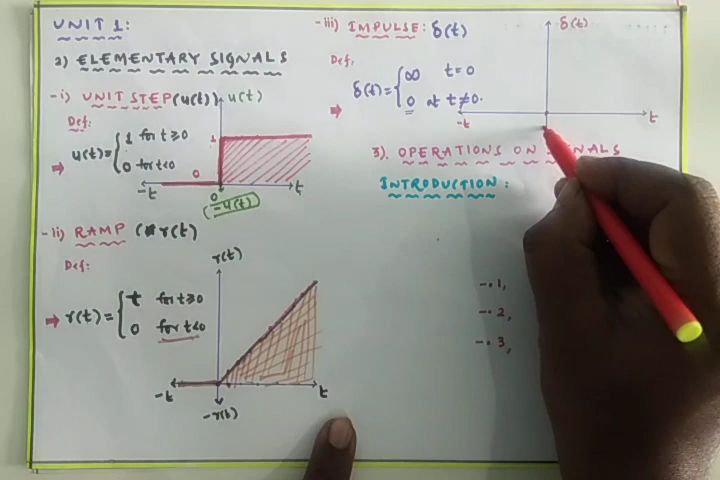 UNIT 1:
2) ELEMENTARY SIGNALS
-i) UNIT STEP (u(t))
u(t)
Def:
⇒ u(t) = { 1 for t≥0
0 for t<0
1
0
-t
0
t
-u(t)
-ii) RAMP (r(t)
r(t)
Def:
⇒ r(t) = { t for t≥0
0 for t<0
-t
t
-r(t)
-iii) IMPULSE: δ(t)
δ(t)
Def,
⇒ δ(t) = { ∞ t=0
0 at t≠0.
-t
t
3). OPERATIONS ON
INTRODUCTION:
-. 1,
-. 2,
-. 3,